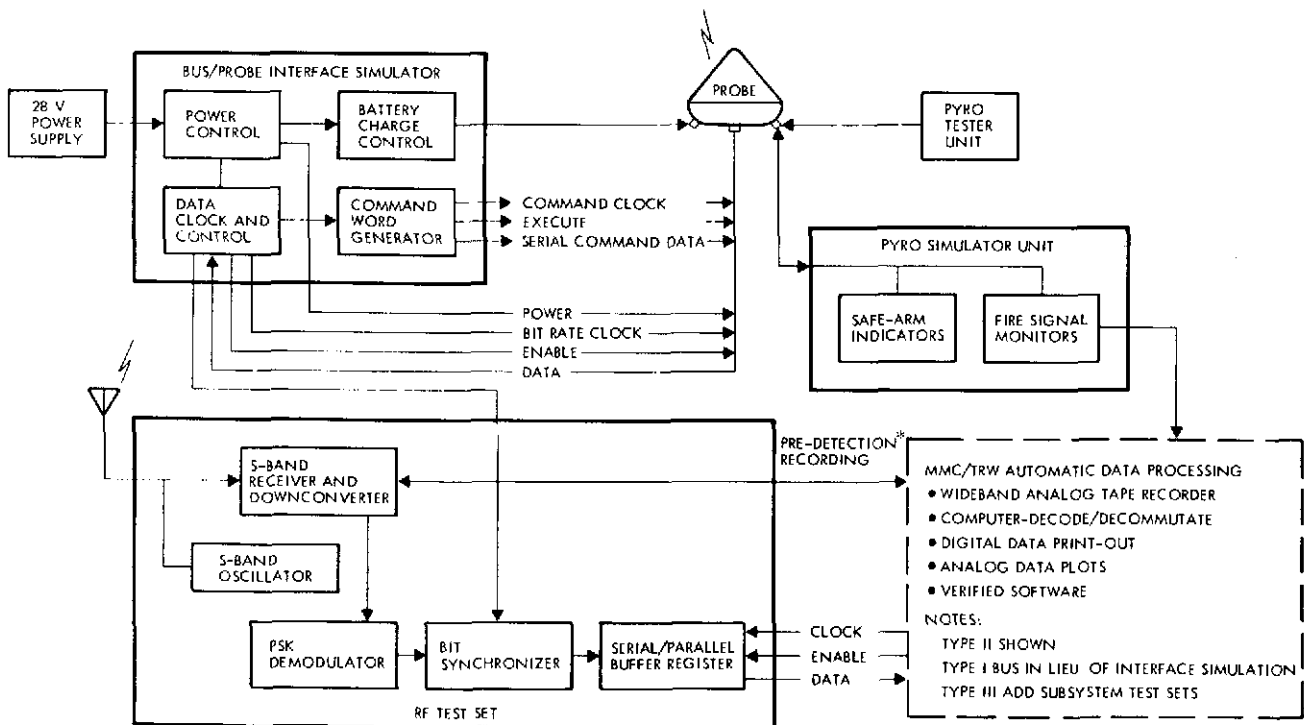 BUS/PROBE INTERFACE SIMULATOR
28 V
POWER
SUPPLY
POWER
CONTROL
BATTERY
CHARGE
CONTROL
PROBE
PYRO
TESTER
UNIT
DATA
CLOCK AND
CONTROL
COMMAND
WORD
GENERATOR
COMMAND CLOCK
EXECUTE
SERIAL COMMAND DATA
POWER
BIT RATE CLOCK
ENABLE
DATA
PYRO SIMULATOR UNIT
SAFE-ARM
INDICATORS
FIRE SIGNAL
MONITORS
S-BAND
RECEIVER AND
DOWNCONVERTER
PRE-DETECTION*
RECORDING
S-BAND
OSCILLATOR
PSK
DEMODULATOR
BIT
SYNCHRONIZER
SERIAL/PARALLEL
BUFFER REGISTER
CLOCK
ENABLE
DATA
RF TEST SET
MMC/TRW AUTOMATIC DATA PROCESSING
• WIDEBAND ANALOG TAPE RECORDER
• COMPUTER-DECODE/DECOMMUTATE
• DIGITAL DATA PRINT-OUT
• ANALOG DATA PLOTS
• VERIFIED SOFTWARE
NOTES:
TYPE II SHOWN
TYPE I BUS IN LIEU OF INTERFACE SIMULATION
TYPE III ADD SUBSYSTEM TEST SETS